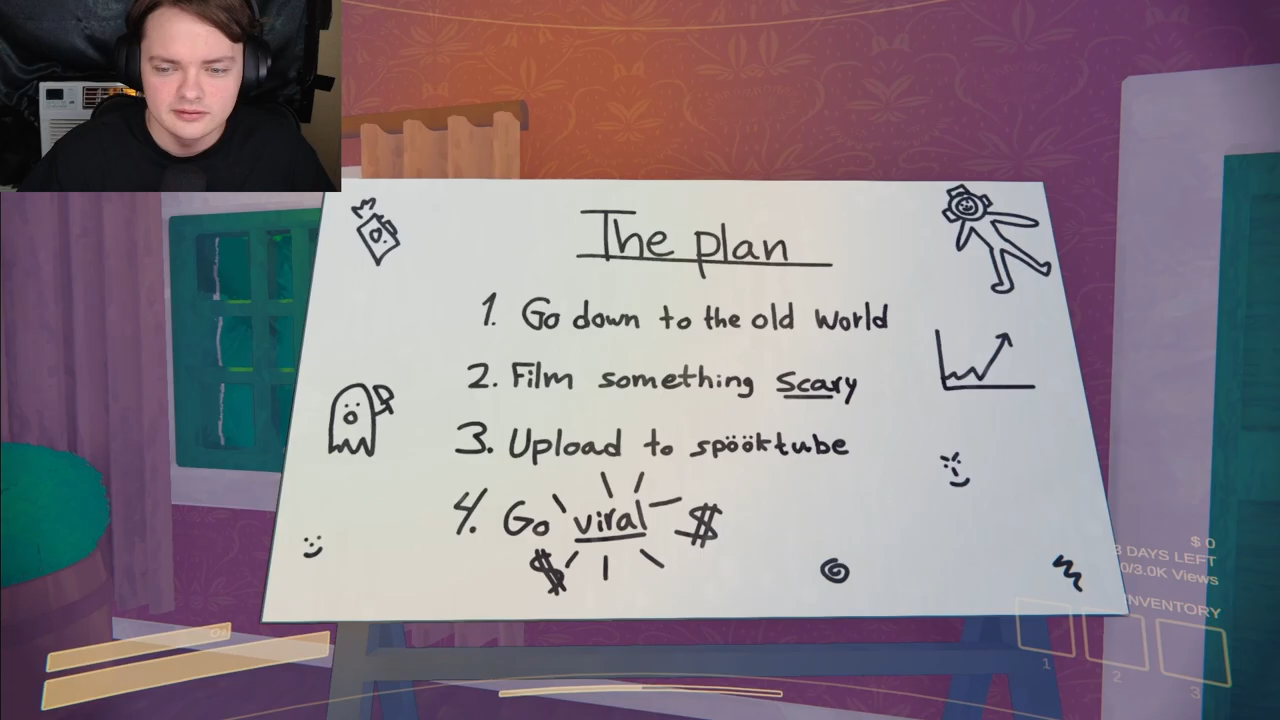 The plan
1. Go down to the old World
2. Film something scary
3. Upload to spööktube
4. Go viral $
$
$ 0
3 DAYS LEFT
0/3.0K Views
INVENTORY
1
2
3